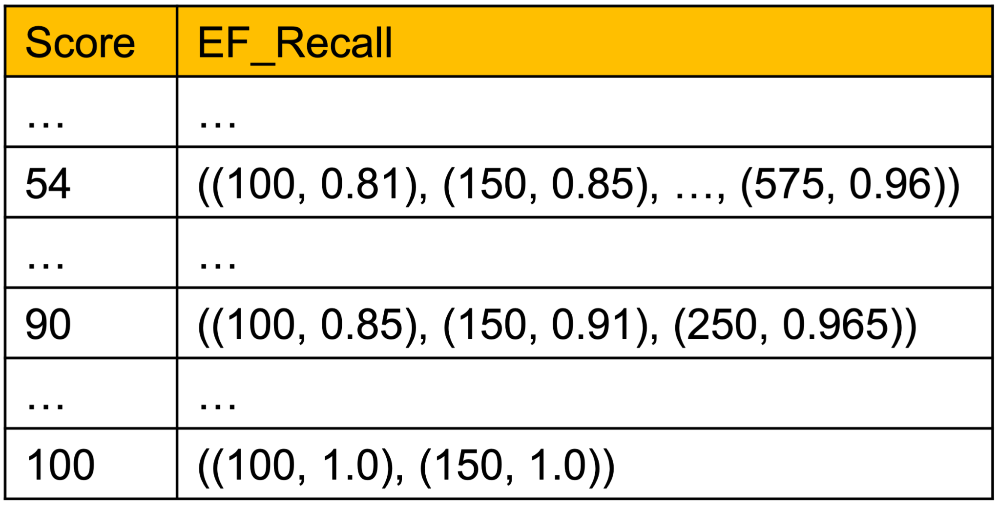 Score EF_Recall
… …
54 ((100, 0.81), (150, 0.85), …, (575, 0.96))
… …
90 ((100, 0.85), (150, 0.91), (250, 0.965))
… …
100 ((100, 1.0), (150, 1.0))